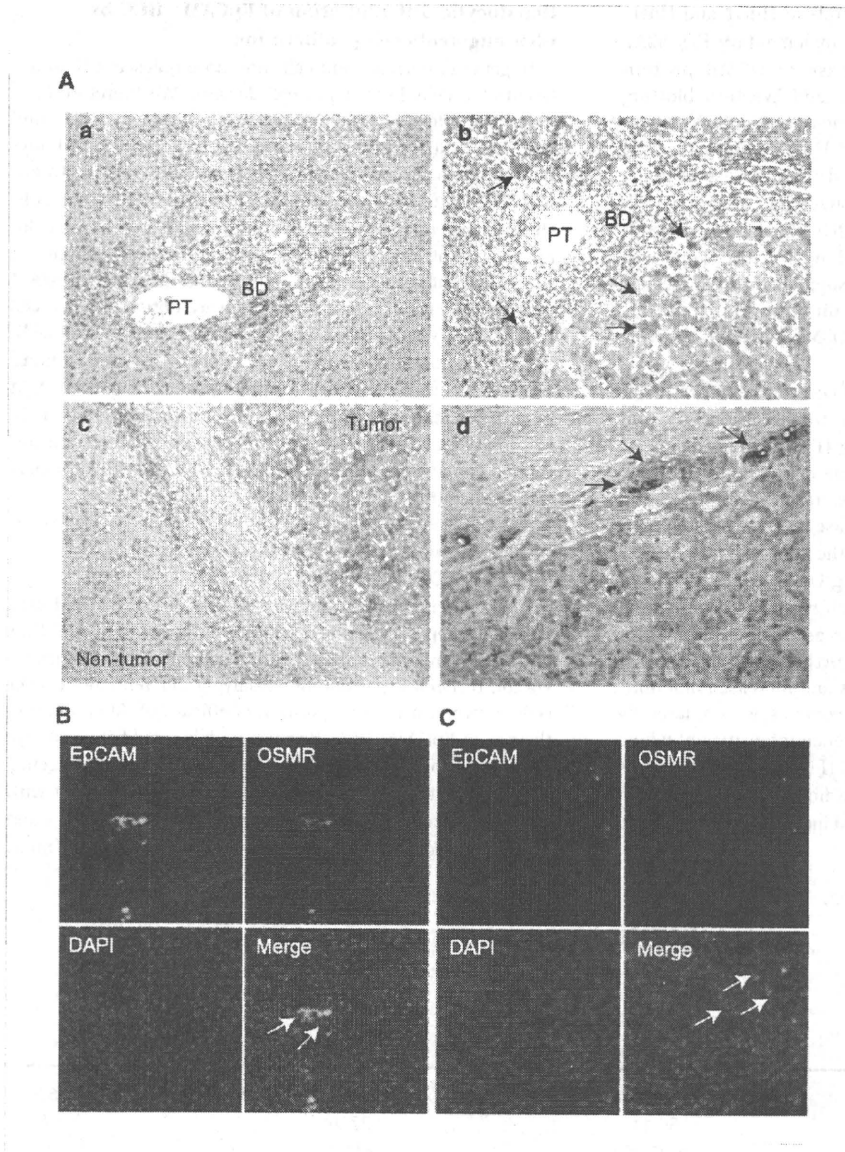 A
a
b
PT
BD
PT
BD
c
Tumor
Non-tumor
d
B
C
EpCAM
OSMR
EpCAM
OSMR
DAPI
Merge
DAPI
Merge